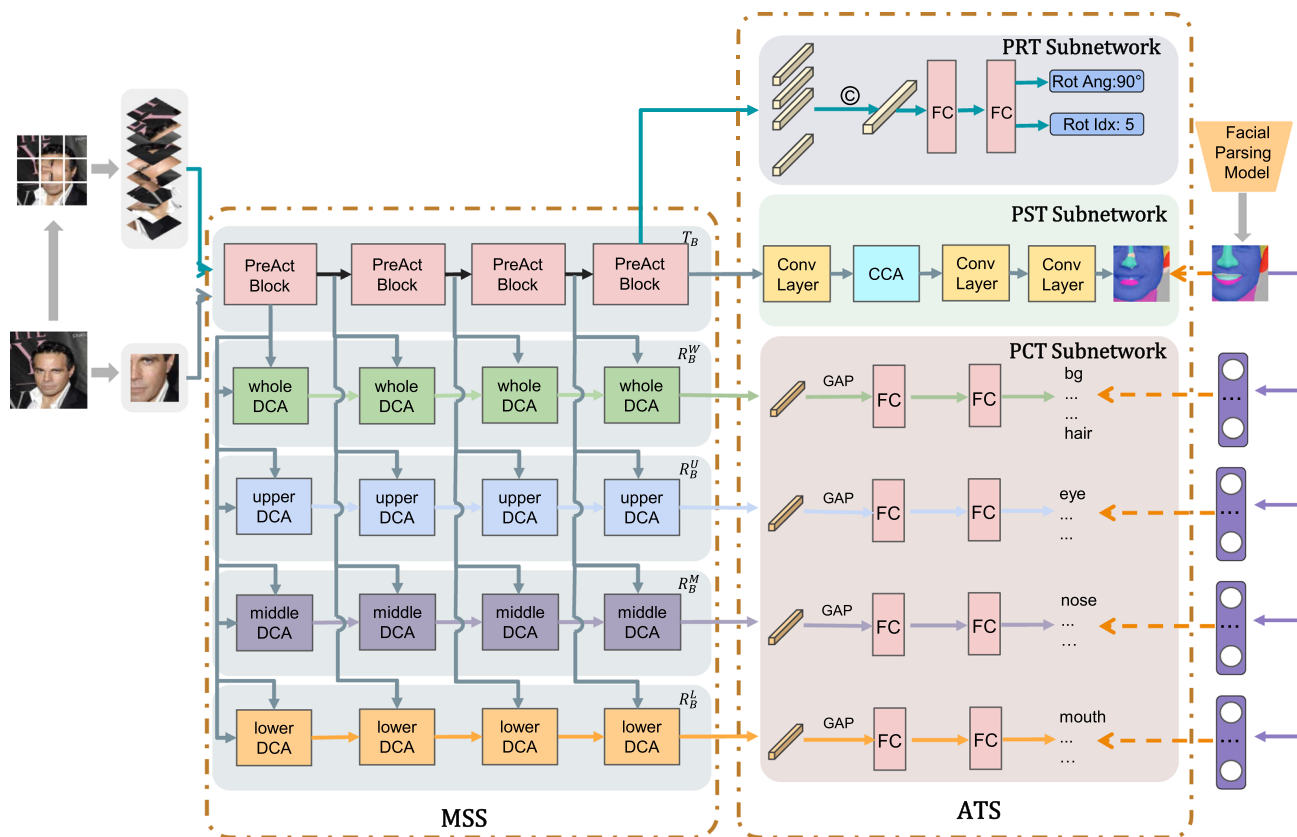 PRT Subnetwork
©
FC
FC
Rot Ang:90°
Rot Idx: 5
Facial
Parsing
Model
PST Subnetwork
T_B
PreAct
Block
PreAct
Block
PreAct
Block
PreAct
Block
Conv
Layer
CCA
Conv
Layer
Conv
Layer
R_B^W
whole
DCA
whole
DCA
whole
DCA
whole
DCA
PCT Subnetwork
GAP
FC
FC
bg
...
...
hair
...
R_B^U
upper
DCA
upper
DCA
upper
DCA
upper
DCA
GAP
FC
FC
eye
...
...
...
R_B^M
middle
DCA
middle
DCA
middle
DCA
middle
DCA
GAP
FC
FC
nose
...
...
...
R_B^L
lower
DCA
lower
DCA
lower
DCA
lower
DCA
GAP
FC
FC
mouth
...
...
...
MSS
ATS